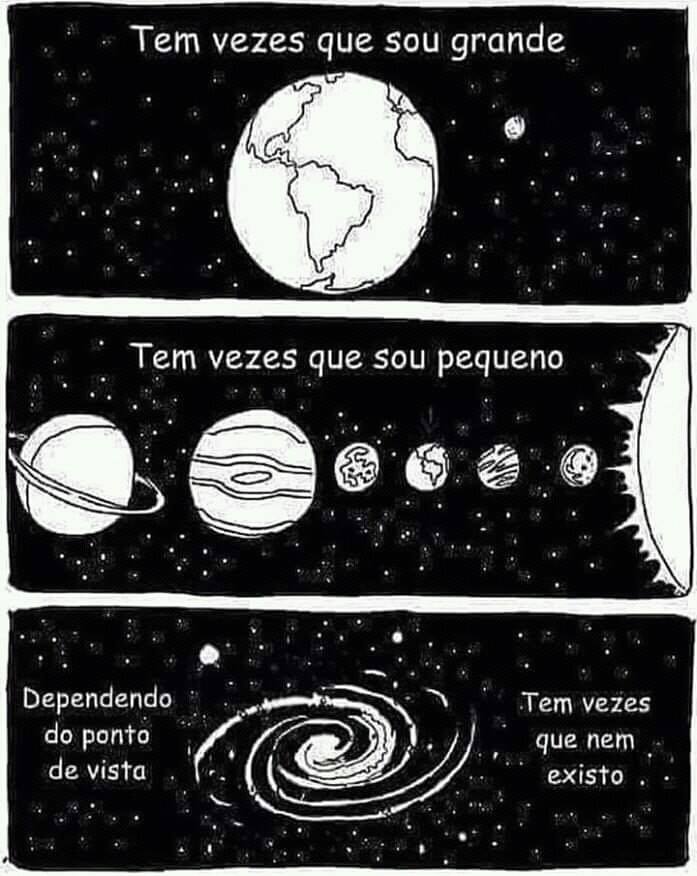 Tem vezes que sou grande
Tem vezes que sou pequeno
Dependendo
do ponto
de vista
Tem vezes
que nem
existo